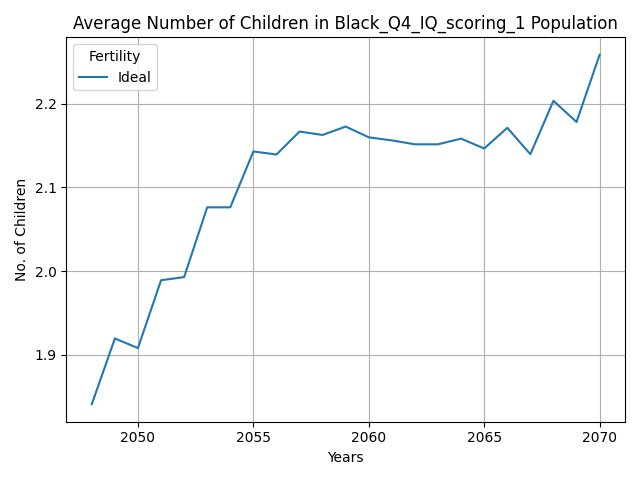 Average Number of Children in Black_Q4_IQ_scoring_1 Population
Fertility
Ideal
2.2
2.1
2.0
1.9
No. of Children
2050
2055
2060
2065
2070
Years